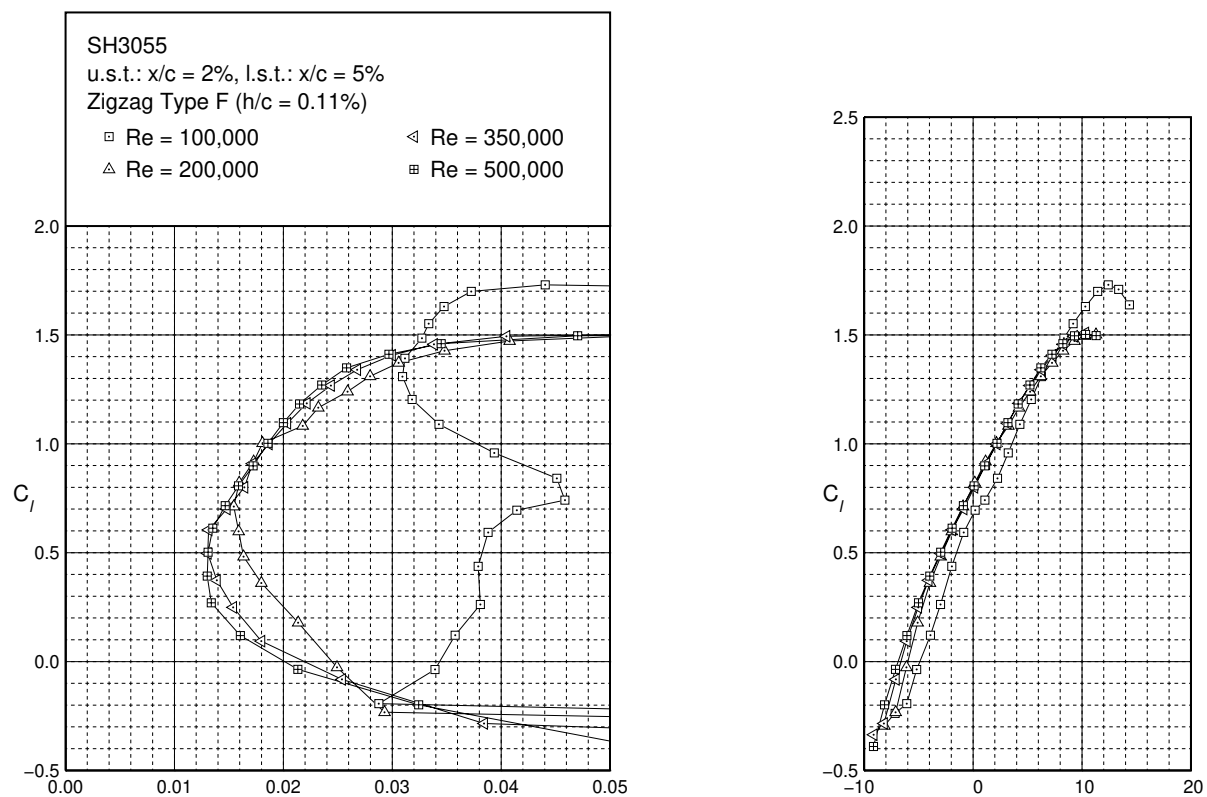 SH3055
u.s.t.: x/c = 2%, l.s.t.: x/c = 5%
Zigzag Type F (h/c = 0.11%)
Re = 100,000
Re = 350,000
Re = 200,000
Re = 500,000
2.0
1.5
1.0
0.5
0.0
−0.5
C_l
0.00 0.01 0.02 0.03 0.04 0.05
2.5
2.0
1.5
1.0
0.5
0.0
−0.5
C_l
−10 0 10 20